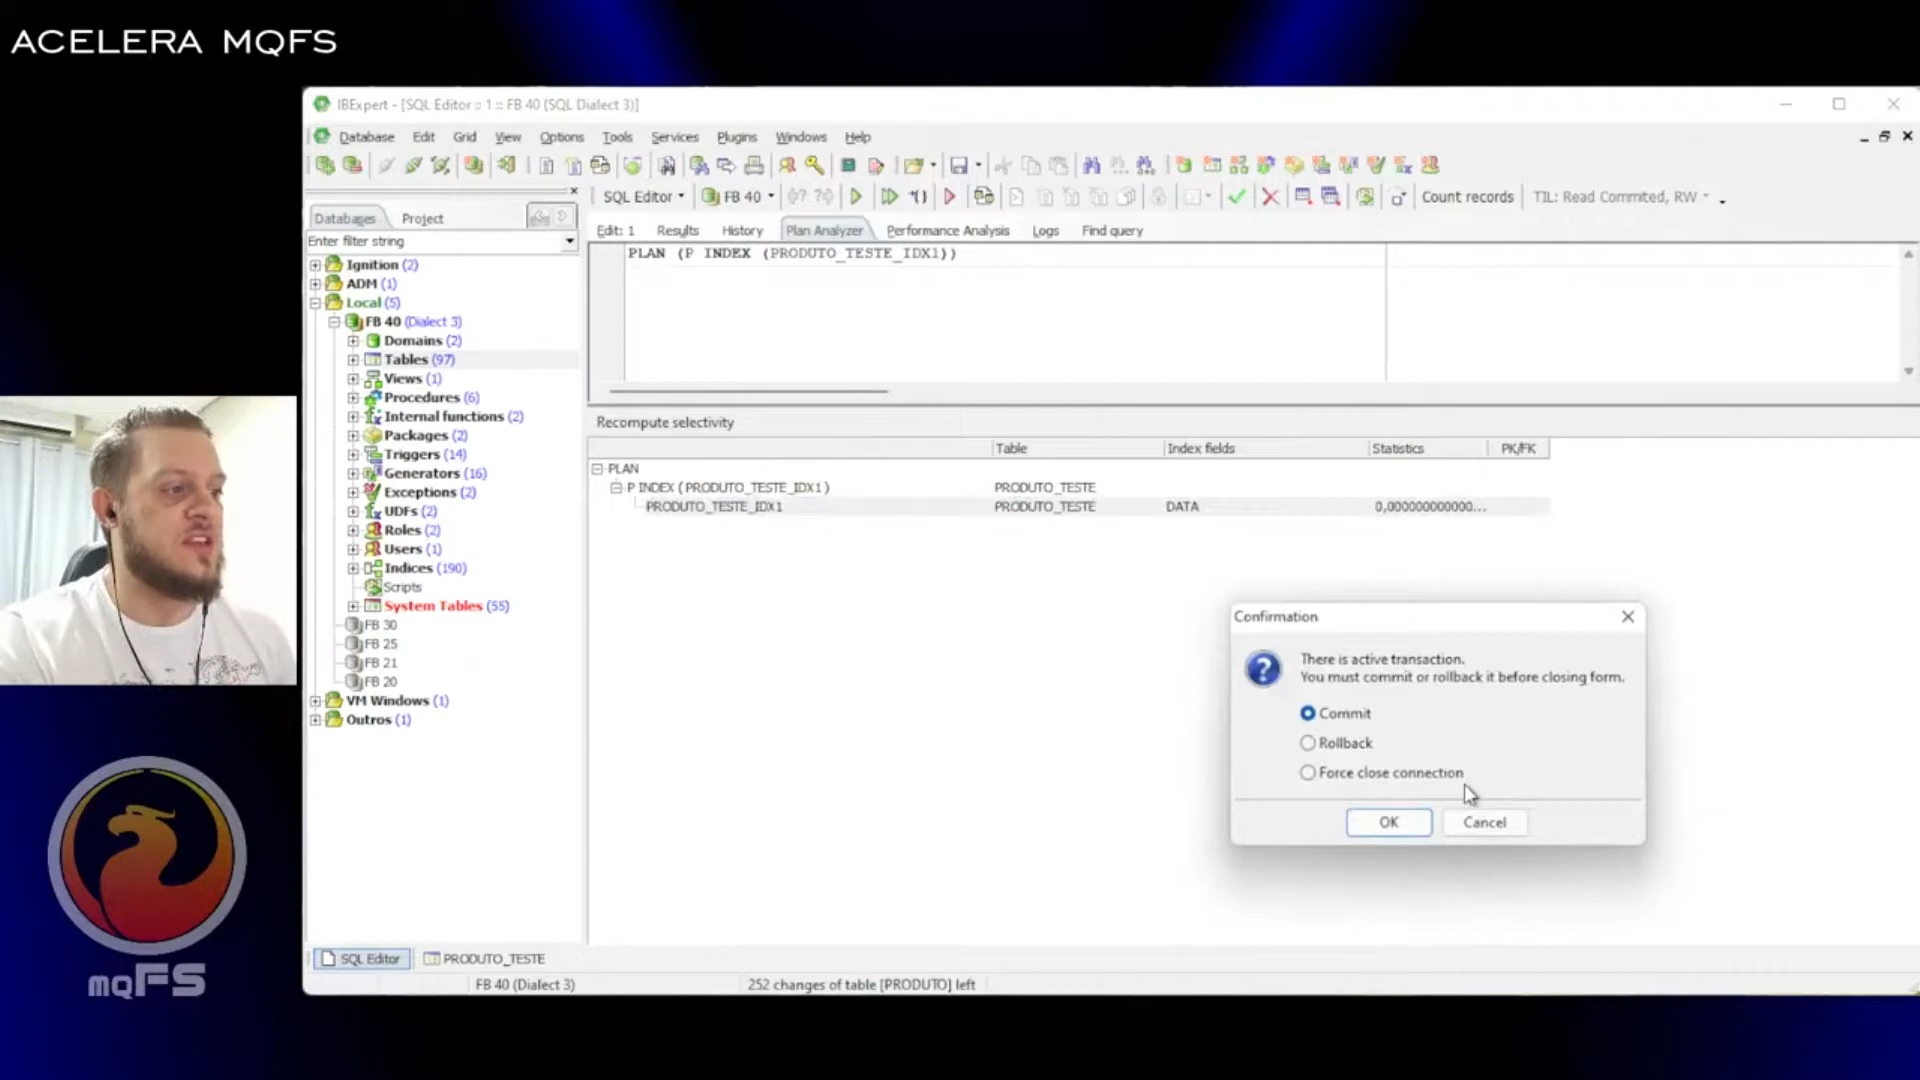 ACELERA MQFS
IBExpert - [SQL Editor :: 1 :: FB 40 (SQL Dialect 3)]
Database Edit Grid View Options Tools Services Plugins Windows Help
SQL Editor FB 40 Count records TIL: Read Commited, RW
Databases Project
Edit: 1 Results History Plan Analyzer Performance Analysis Logs Find query
Enter filter string
PLAN (P INDEX (PRODUTO_TESTE_IDX1))
Ignition (2)
ADM (1)
Local (5)
FB 40 (Dialect 3)
Domains (2)
Tables (97)
Views (1)
Procedures (6)
Internal functions (2)
Packages (2)
Triggers (14)
Generators (16)
Exceptions (2)
UDFs (2)
Roles (2)
Users (1)
Indices (190)
Scripts
System Tables (55)
FB 30
FB 25
FB 21
FB 20
VM Windows (1)
Outros (1)
Recompute selectivity
Table Index fields Statistics PK/FK
PLAN
P INDEX (PRODUTO_TESTE_IDX1) PRODUTO_TESTE
PRODUTO_TESTE_IDX1 PRODUTO_TESTE DATA 0,000000000000...
Confirmation
There is active transaction.
You must commit or rollback it before closing form.
Commit
Rollback
Force close connection
OK Cancel
SQL Editor PRODUTO_TESTE
FB 40 (Dialect 3) 252 changes of table [PRODUTO] left
mqFS